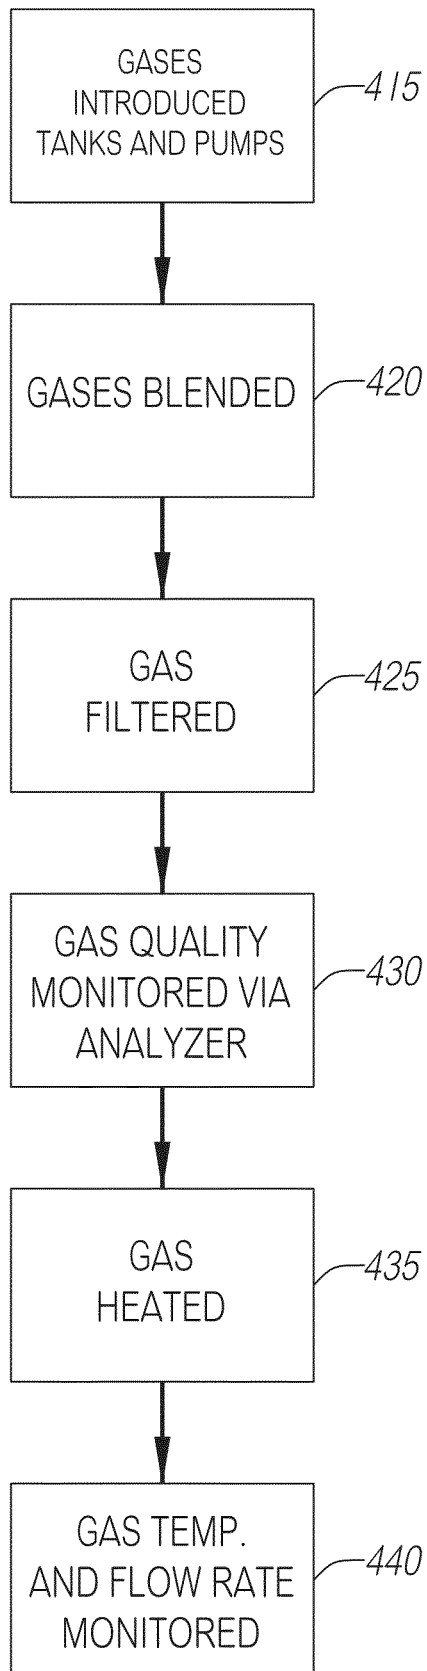 GASES
INTRODUCED
TANKS AND PUMPS
415
GASES BLENDED
420
GAS
FILTERED
425
GAS QUALITY
MONITORED VIA
ANALYZER
430
GAS
HEATED
435
GAS TEMP.
AND FLOW RATE
MONITORED
440